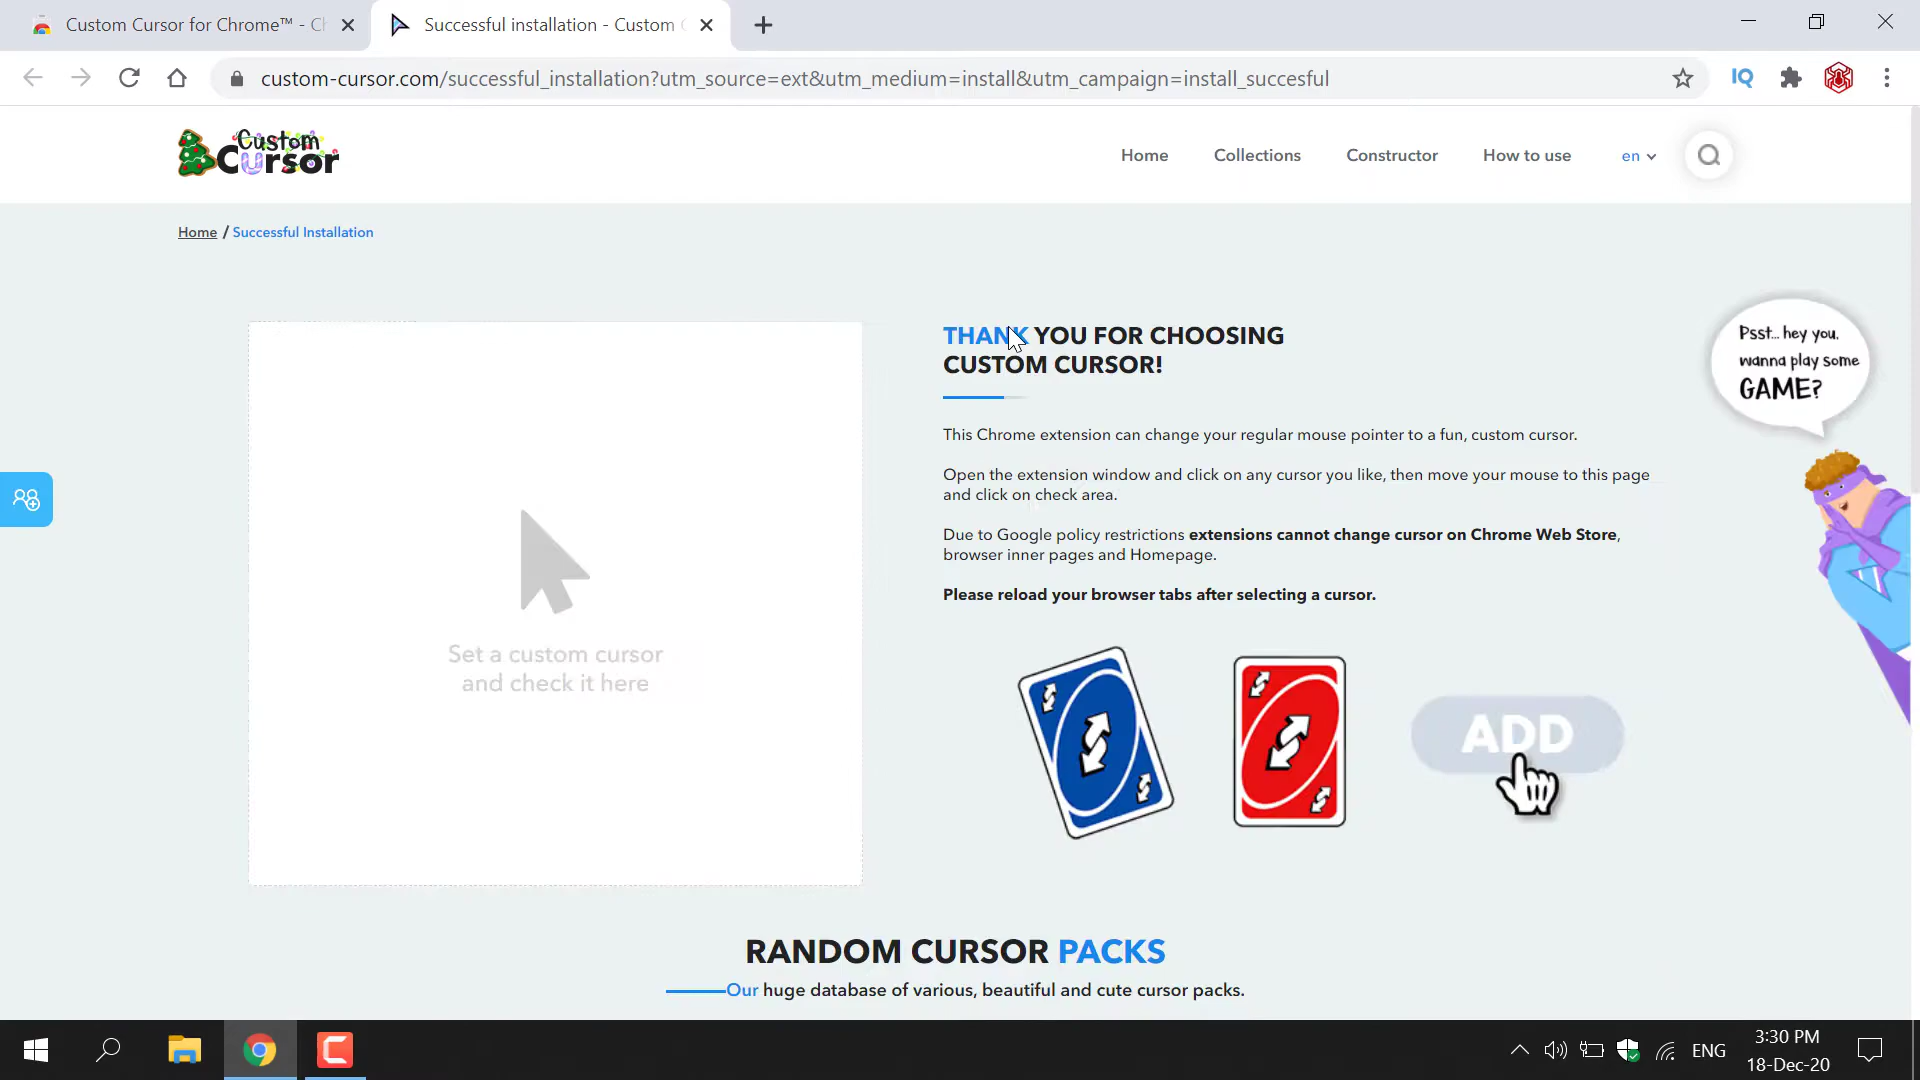 Custom Cursor for Chrome™ - Ch
Successful installation - Custom C
custom-cursor.com/successful_installation?utm_source=ext&utm_medium=install&utm_campaign=install_succesful
IQ
Custom
Cursor
Home
Collections
Constructor
How to use
en
Home / Successful Installation
THANK YOU FOR CHOOSING
CUSTOM CURSOR!
This Chrome extension can change your regular mouse pointer to a fun, custom cursor.
Open the extension window and click on any cursor you like, then move your mouse to this page
and click on check area.
Due to Google policy restrictions extensions cannot change cursor on Chrome Web Store,
browser inner pages and Homepage.
Please reload your browser tabs after selecting a cursor.
Psst... hey you,
wanna play some
GAME?
Set a custom cursor
and check it here
ADD
RANDOM CURSOR PACKS
Our huge database of various, beautiful and cute cursor packs.
ENG
3:30 PM
18-Dec-20